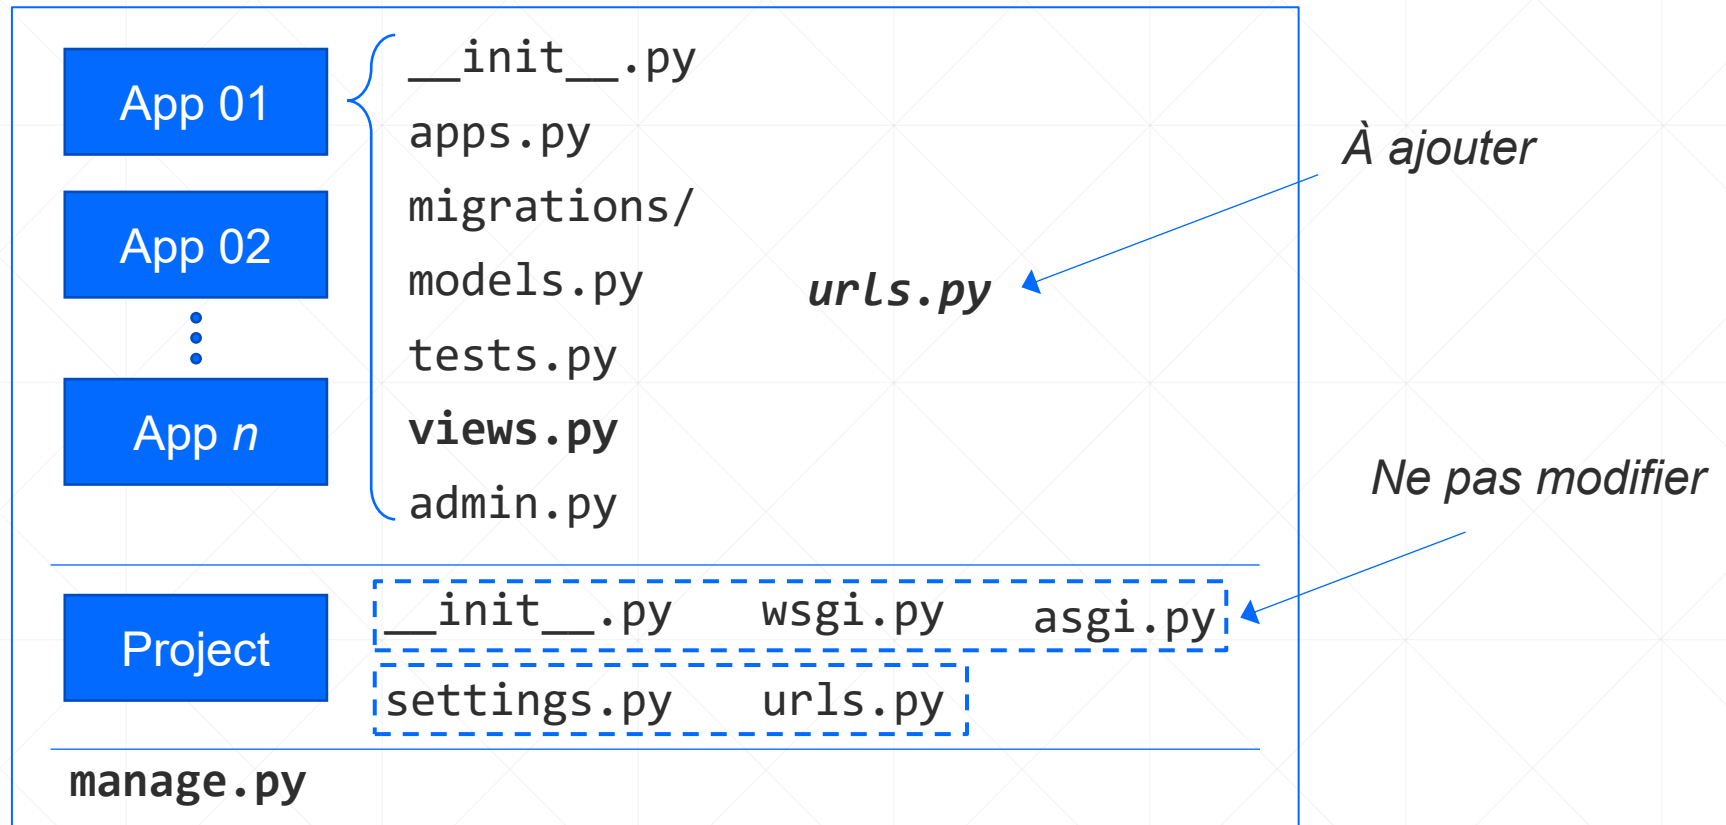 App 01
App 02
App n
__init__.py
apps.py
migrations/
models.py
tests.py
views.py
admin.py
urls.py
À ajouter
Ne pas modifier
Project
__init__.py wsgi.py asgi.py
settings.py urls.py
manage.py